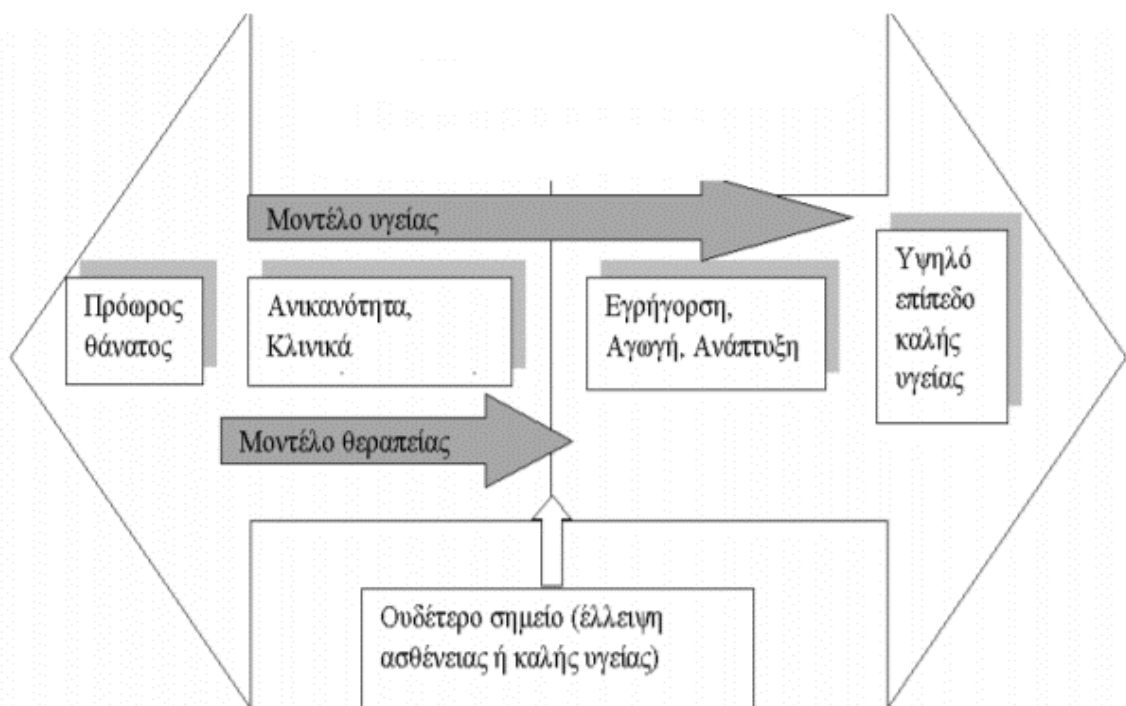 Μοντέλο υγείας
Πρόωρος
θάνατος
Ανικανότητα,
Κλινικά
Εγρήγορση,
Αγωγή, Ανάπτυξη
Υψηλό
επίπεδο
καλής
υγείας
Μοντέλο θεραπείας
Ουδέτερο σημείο (έλλειψη
ασθένειας ή καλής υγείας)